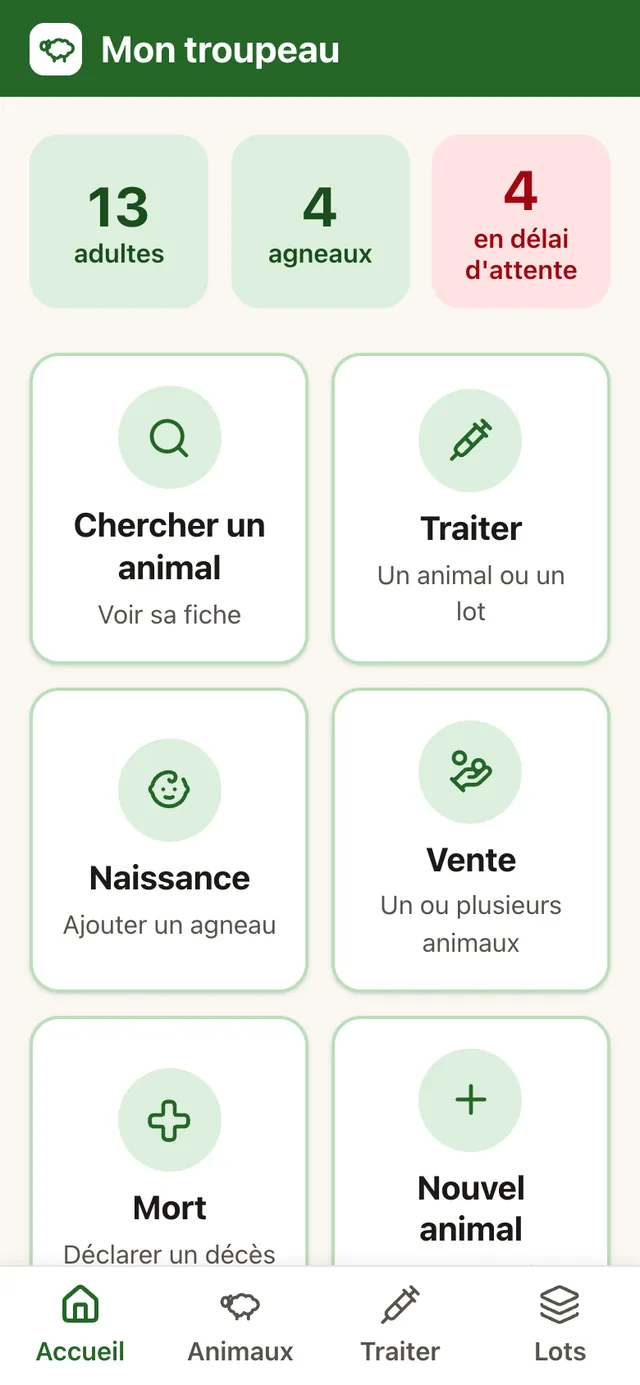 Mon troupeau
13
adultes
4
agneaux
4
en délai
d'attente
Chercher un
animal
Voir sa fiche
Traiter
Un animal ou un
lot
Naissance
Ajouter un agneau
Vente
Un ou plusieurs
animaux
Mort
Déclarer un décès
Nouvel
animal
Accueil
Animaux
Traiter
Lots